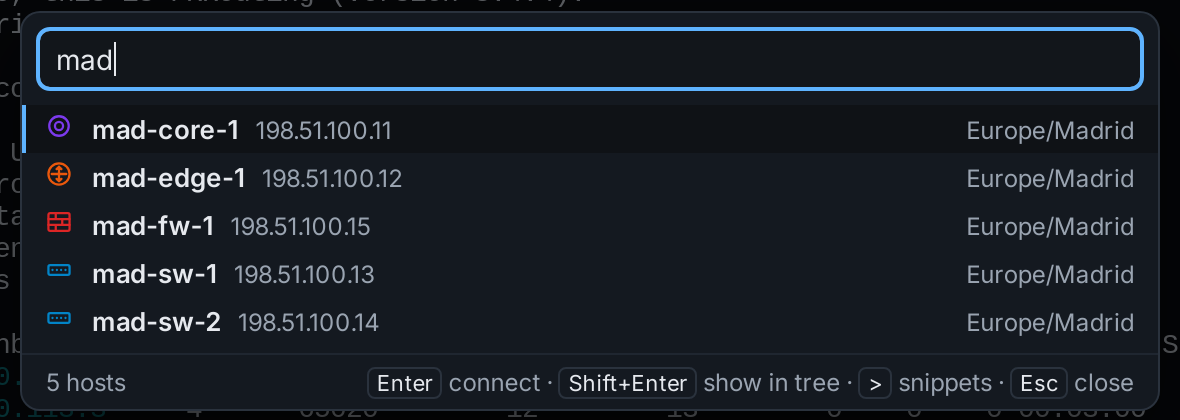 mad
mad-core-1 198.51.100.11 Europe/Madrid
mad-edge-1 198.51.100.12 Europe/Madrid
mad-fw-1 198.51.100.15 Europe/Madrid
mad-sw-1 198.51.100.13 Europe/Madrid
mad-sw-2 198.51.100.14 Europe/Madrid
5 hosts Enter connect · Shift+Enter show in tree · > snippets · Esc close